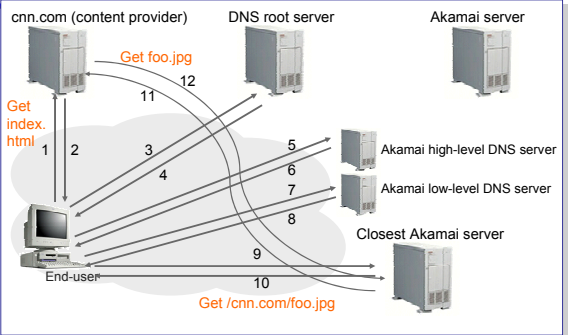 cnn.com (content provider)
DNS root server
Akamai server
Get foo.jpg
12
11
Get
index.
html
1
2
3
4
5
6
Akamai high-level DNS server
7
Akamai low-level DNS server
8
Closest Akamai server
9
End-user
10
Get /cnn.com/foo.jpg